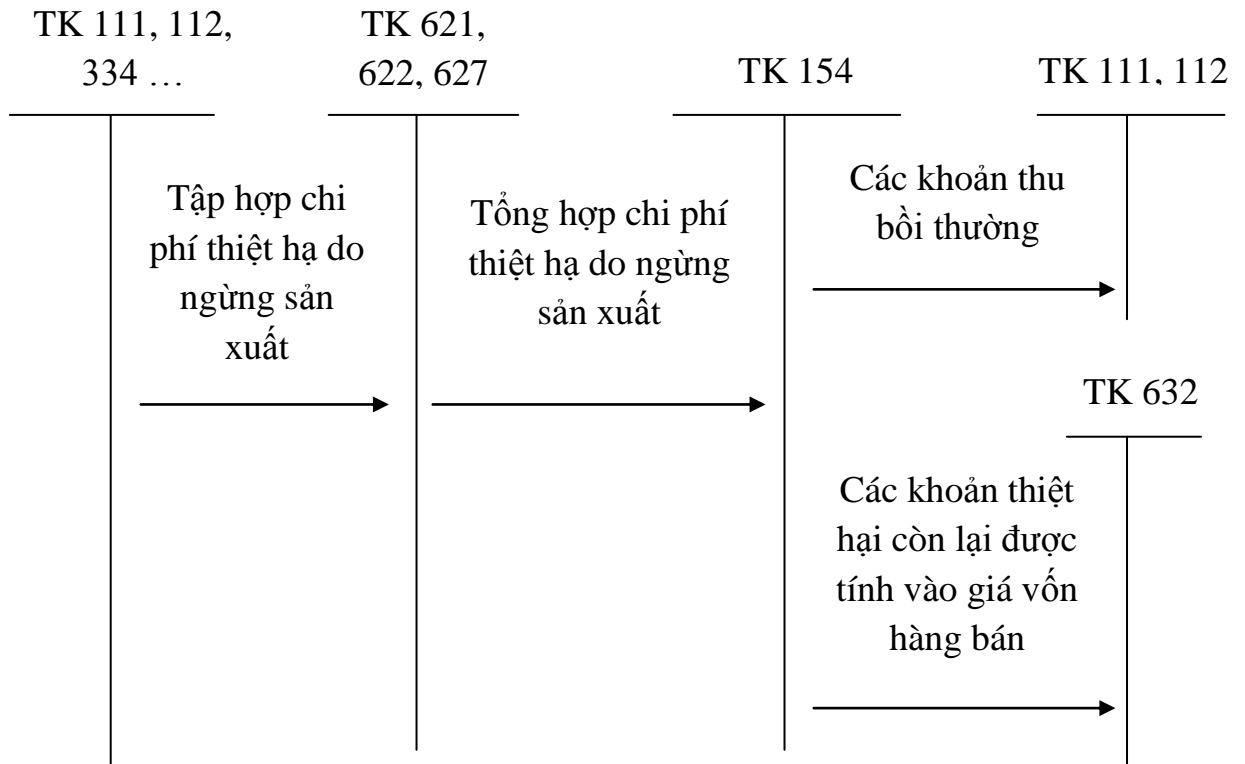 TK 111, 112,
334 …
TK 621,
622, 627
TK 154
TK 111, 112
Tập hợp chi
phí thiệt hạ do
ngừng sản
xuất
Tổng hợp chi phí
thiệt hạ do ngừng
sản xuất
Các khoản thu
bồi thường
TK 632
Các khoản thiệt
hại còn lại được
tính vào giá vốn
hàng bán